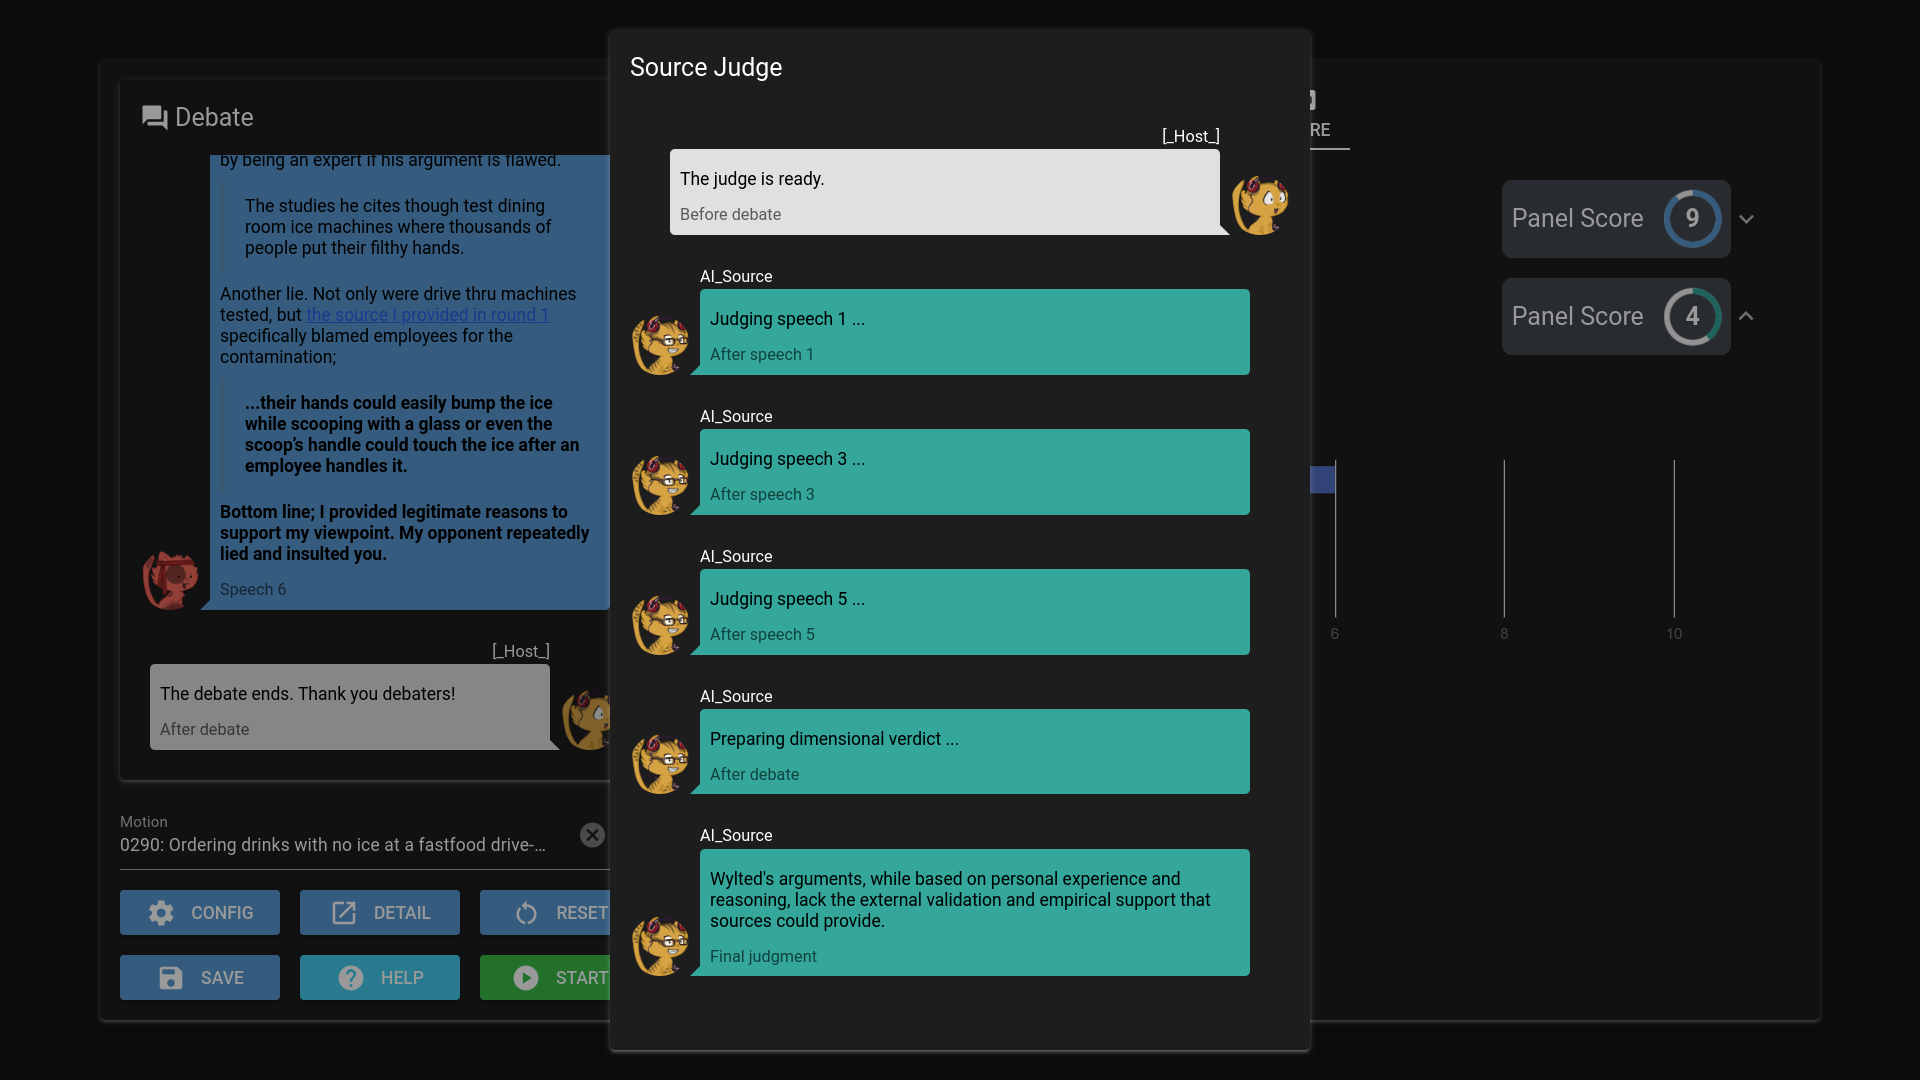 Debate
by being an expert if his argument is flawed.
The studies he cites though test dining
room ice machines where thousands of
people put their filthy hands.
Another lie. Not only were drive thru machines
tested, but the source I provided in round 1
specifically blamed employees for the
contamination;
...their hands could easily bump the ice
while scooping with a glass or even the
scoop's handle could touch the ice after an
employee handles it.
Bottom line; I provided legitimate reasons to
support my viewpoint. My opponent repeatedly
lied and insulted you.
Speech 6
[_Host_]
The debate ends. Thank you debaters!
After debate
Motion
0290: Ordering drinks with no ice at a fastfood drive-...
CONFIG
DETAIL
RESET
SAVE
HELP
START
Source Judge
[_Host_]
The judge is ready.
Before debate
AI_Source
Judging speech 1 ...
After speech 1
AI_Source
Judging speech 3 ...
After speech 3
AI_Source
Judging speech 5 ...
After speech 5
AI_Source
Preparing dimensional verdict ...
After debate
AI_Source
Wylted's arguments, while based on personal experience and
reasoning, lack the external validation and empirical support that
sources could provide.
Final judgment
RE
Panel Score 9
Panel Score 4
6 8 10